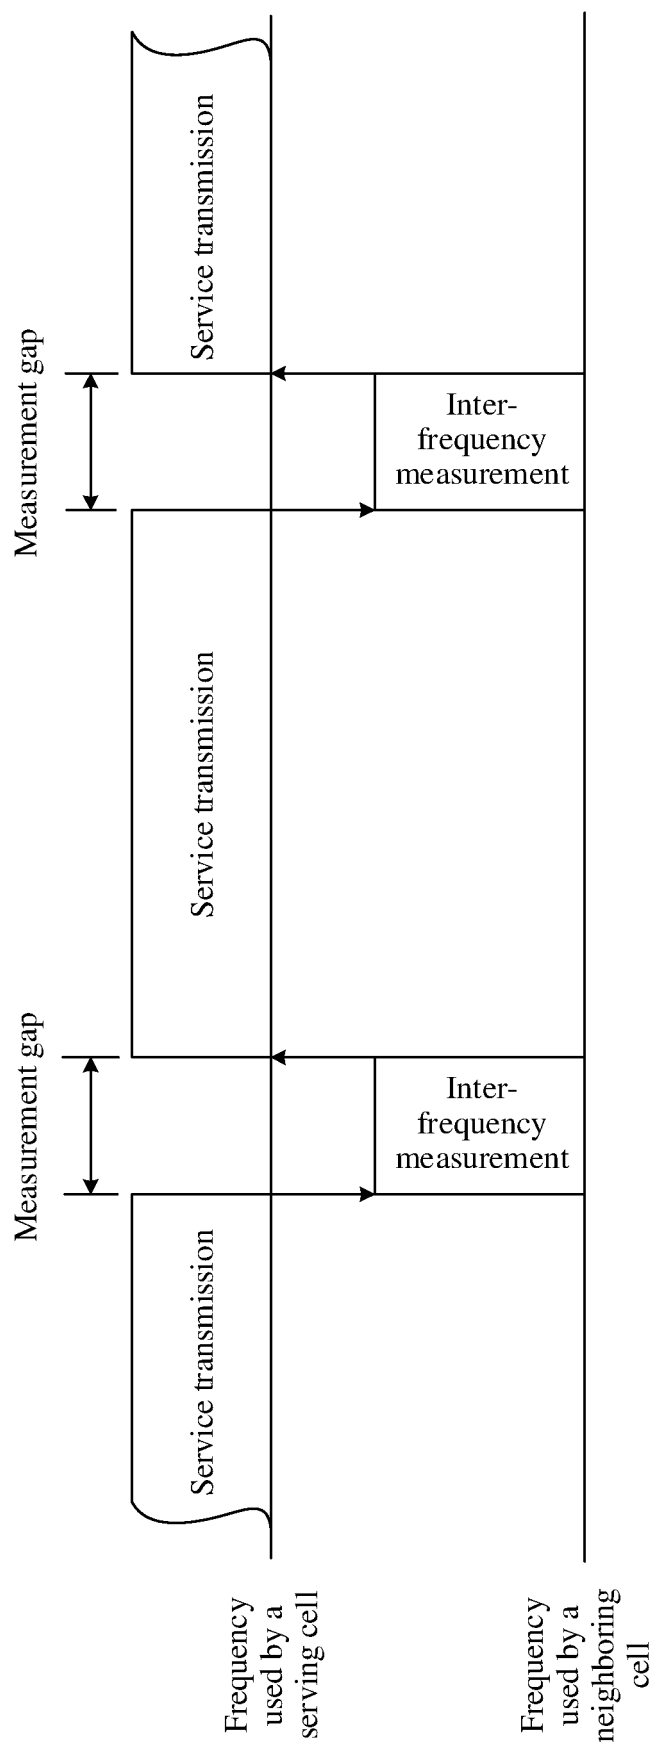 Measurement gap
Measurement gap
Service transmission
Service transmission
Service transmission
Frequency
used by a
serving cell
Inter-
frequency
measurement
Inter-
frequency
measurement
Frequency
used by a
neighboring
cell